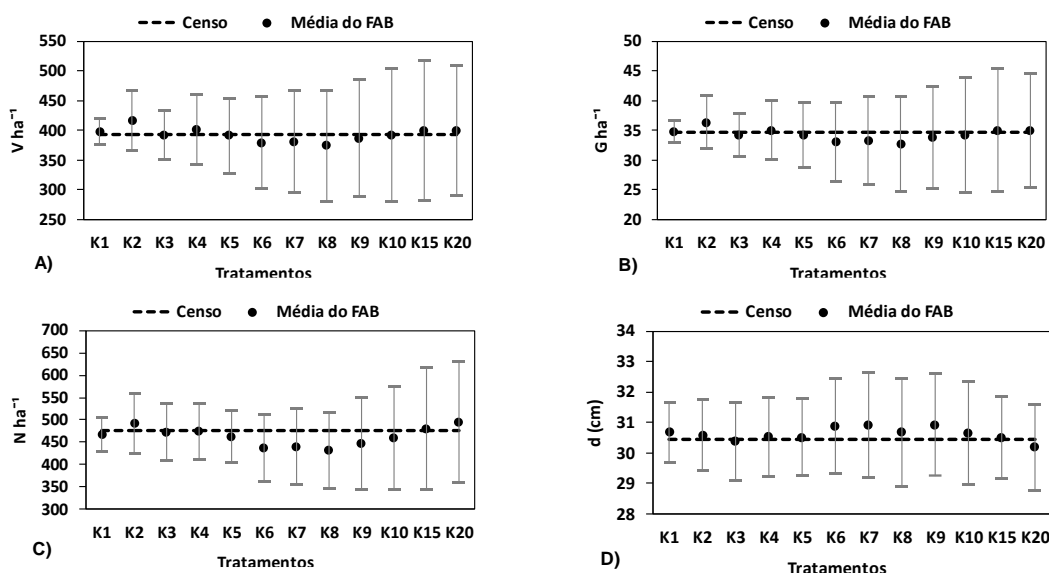 Censo Média do FAB
550
500
450
400
350
300
250
V ha⁻¹
K1 K2 K3 K4 K5 K6 K7 K8 K9 K10 K15 K20
Tratamentos
A)
Censo Média do FAB
50
45
40
35
30
25
20
G ha⁻¹
K1 K2 K3 K4 K5 K6 K7 K8 K9 K10 K15 K20
Tratamentos
B)
Censo Média do FAB
700
650
600
550
500
450
400
350
300
N ha⁻¹
K1 K2 K3 K4 K5 K6 K7 K8 K9 K10 K15 K20
Tratamentos
C)
Censo Média do FAB
34
33
32
31
30
29
28
d (cm)
K1 K2 K3 K4 K5 K6 K7 K8 K9 K10 K15 K20
Tratamentos
D)